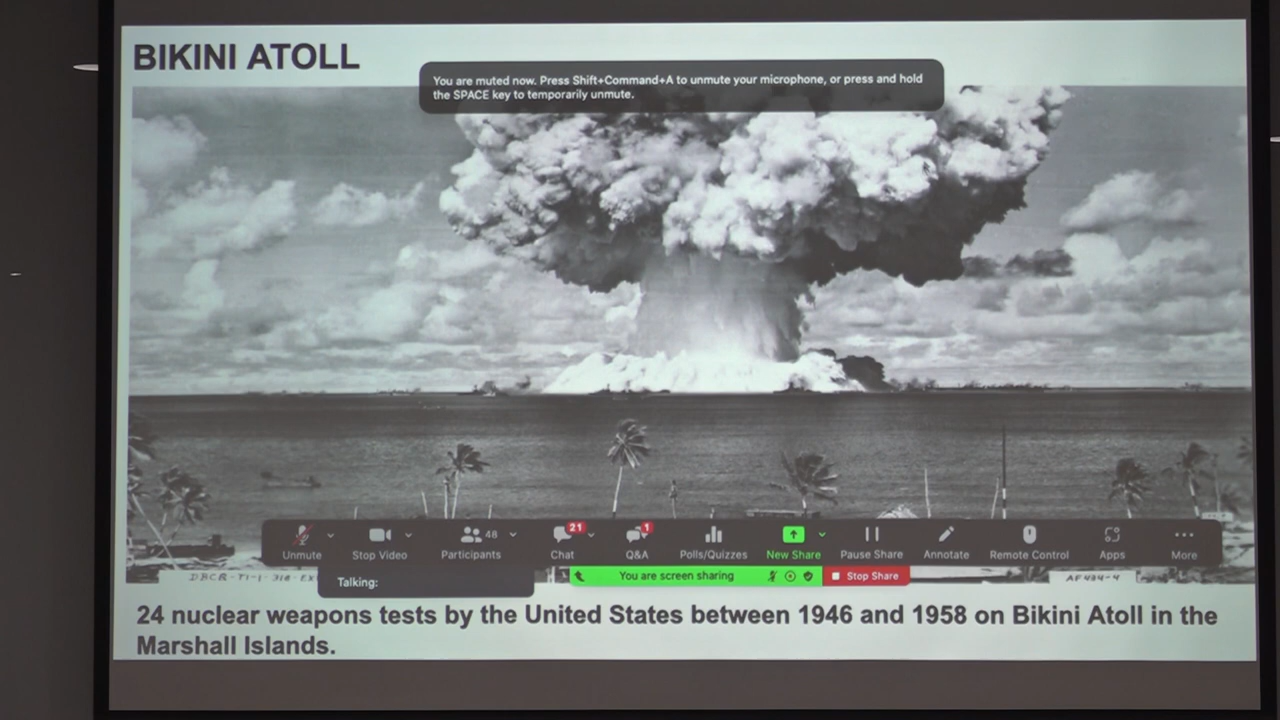 BIKINI ATOLL
You are muted now. Press Shift+Command+A to unmute your microphone, or press and hold
the SPACE key to temporarily unmute.
48
21
1
Unmute
Stop Video
Participants
Chat
Q&A
Polls/Quizzes
New Share
Pause Share
Annotate
Remote Control
Apps
More
Talking:
You are screen sharing
Stop Share
AF434-4
24 nuclear weapons tests by the United States between 1946 and 1958 on Bikini Atoll in the
Marshall Islands.